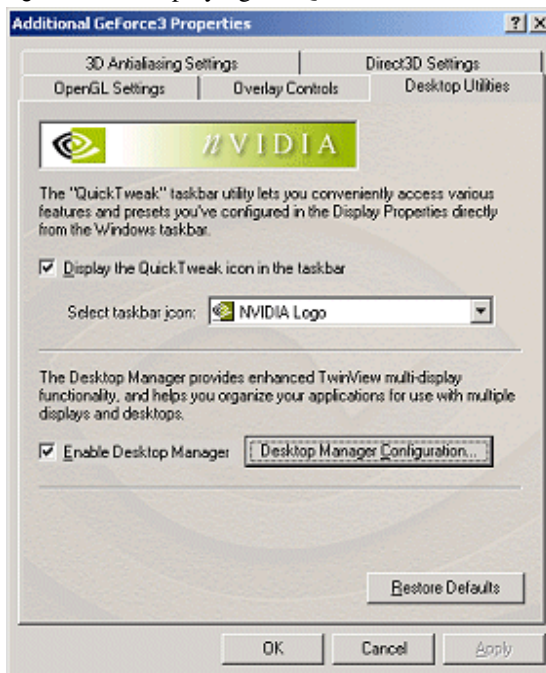 Additional GeForce3 Properties
3D Antialiasing Settings
Direct3D Settings
OpenGL Settings
Overlay Controls
Desktop Utilities
nVIDIA
The "QuickTweak" taskbar utility lets you conveniently access various
features and presets you've configured in the Display Properties directly
from the Windows taskbar.
Display the QuickTweak icon in the taskbar
Select taskbar icon:
NVIDIA Logo
The Desktop Manager provides enhanced TwinView multi-display
functionality, and helps you organize your applications for use with multiple
displays and desktops.
Enable Desktop Manager
Desktop Manager Configuration...
Restore Defaults
OK
Cancel
Apply